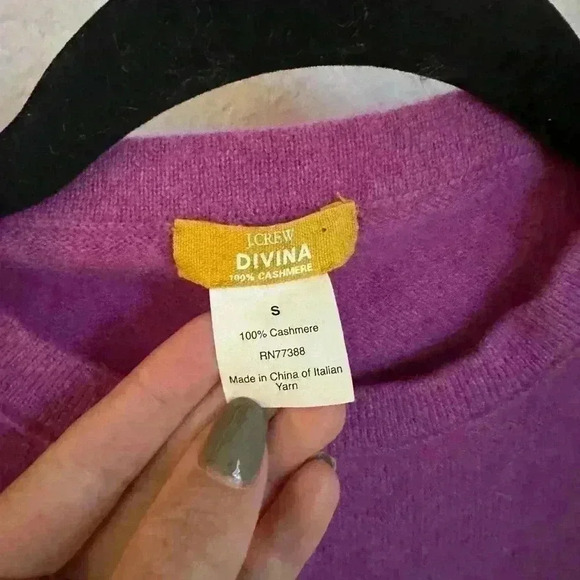 J.CREW
DIVINA
100% CASHMERE
S
100% Cashmere
RN77388
Made in China of Italian
Yarn